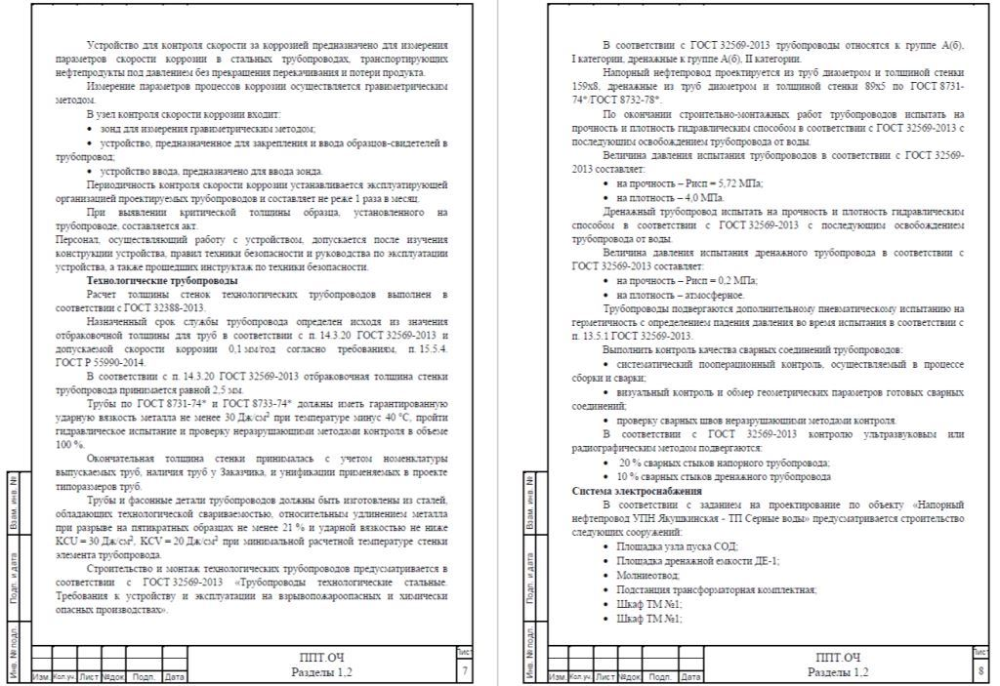 Устройство для контроля скорости за коррозией предназначено для измерения
параметров скорости коррозии в стальных трубопроводах, транспортирующих
нефтепродукты под давлением без прекращения перекачивания и потери продукта.
Измерение параметров процессов коррозии осуществляется гравиметрическим
методом.
В узел контроля скорости коррозии входит:
• зонд для измерения гравиметрическим методом;
• устройство, предназначенное для закрепления и ввода образцов-свидетелей в
трубопровод;
• устройство ввода, предназначено для ввода зонда.
Периодичность контроля скорости коррозии устанавливается эксплуатирующей
организацией проектируемых трубопроводов и составляет не реже 1 раза в месяц.
При выявлении критической толщины образца, установленного на
трубопроводе, составляется акт.
Персонал, осуществляющий работу с устройством, допускается после изучения
конструкции устройства, правил техники безопасности и руководства по эксплуатации
устройства, а также прошедших инструктаж по техники безопасности.
Технологические трубопроводы
Расчет толщины стенок технологических трубопроводов выполнен в
соответствии с ГОСТ 32388-2013.
Назначенный срок службы трубопровода определен исходя из значения
отбраковочной толщины для труб в соответствии с п. 14.3.20 ГОСТ 32569-2013 и
допускаемой скорости коррозии 0,1 мм/год согласно требованиям, п. 15.5.4.
ГОСТ Р 55990-2014.
В соответствии с п. 14.3.20 ГОСТ 32569-2013 отбраковочная толщина стенки
трубопровода принимается равной 2,5 мм.
Трубы по ГОСТ 8731-74* и ГОСТ 8733-74* должны иметь гарантированную
ударную вязкость металла не менее 30 Дж/см² при температуре минус 40 °С, пройти
гидравлическое испытание и проверку неразрушающими методами контроля в объеме
100 %.
Окончательная толщина стенки принималась с учетом номенклатуры
выпускаемых труб, наличия труб у Заказчика, и унификации применяемых в проекте
типоразмеров труб.
Трубы и фасонные детали трубопроводов должны быть изготовлены из сталей,
обладающих технологической свариваемостью, относительным удлинением металла
при разрыве на пятикратных образцах не менее 21 % и ударной вязкостью не ниже
KCU = 30 Дж/см², KCV = 20 Дж/см² при минимальной расчетной температуре стенки
элемента трубопровода.
Строительство и монтаж технологических трубопроводов предусматривается в
соответствии с ГОСТ 32569-2013 «Трубопроводы технологические стальные.
Требования к устройству и эксплуатации на взрывопожароопасных и химически
опасных производствах».
Взам. инв. №
Подп. и дата
Инв. № подл.
Изм. Кол.уч. Лист №док. Подп. Дата
ППТ.ОЧ
Разделы 1,2
Лист
7
В соответствии с ГОСТ 32569-2013 трубопроводы относятся к группе А(б),
I категории, дренажные к группе А(б), II категории.
Напорный нефтепровод проектируется из труб диаметром и толщиной стенки
159х8, дренажные из труб диаметром и толщиной стенки 89х5 по ГОСТ 8731-
74*/ГОСТ 8732-78*.
По окончании строительно-монтажных работ трубопроводов испытать на
прочность и плотность гидравлическим способом в соответствии с ГОСТ 32569-2013 с
последующим освобождением трубопровода от воды.
Величина давления испытания трубопроводов в соответствии с ГОСТ 32569-
2013 составляет:
• на прочность – Рисп = 5,72 МПа;
• на плотность – 4,0 МПа.
Дренажный трубопровод испытать на прочность и плотность гидравлическим
способом в соответствии с ГОСТ 32569-2013 с последующим освобождением
трубопровода от воды.
Величина давления испытания дренажного трубопровода в соответствии с
ГОСТ 32569-2013 составляет:
• на прочность – Рисп = 0,2 МПа;
• на плотность – атмосферное.
Трубопроводы подвергаются дополнительному пневматическому испытанию на
герметичность с определением падения давления во время испытания в соответствии с
п. 13.5.1 ГОСТ 32569-2013.
Выполнить контроль качества сварных соединений трубопроводов:
• систематический пооперационный контроль, осуществляемый в процессе
сборки и сварки;
• визуальный контроль и обмер геометрических параметров готовых сварных
соединений;
• проверку сварных швов неразрушающими методами контроля.
В соответствии с ГОСТ 32569-2013 контролю ультразвуковым или
радиографическим методом подвергаются:
• 20 % сварных стыков напорного трубопровода;
• 10 % сварных стыков дренажного трубопровода
Система электроснабжения
В соответствии с заданием на проектирование по объекту «Напорный
нефтепровод УПН Якушкинская - ТП Серные воды» предусматривается строительство
следующих сооружений:
• Площадка узла пуска СОД;
• Площадка дренажной емкости ДЕ-1;
• Молниеотвод;
• Подстанция трансформаторная комплектная;
• Шкаф ТМ №1;
• Шкаф ТМ №1;
Взам. инв. №
Подп. и дата
Инв. № подл.
Изм. Кол.уч. Лист №док. Подп. Дата
ППТ.ОЧ
Разделы 1,2
Лист
8